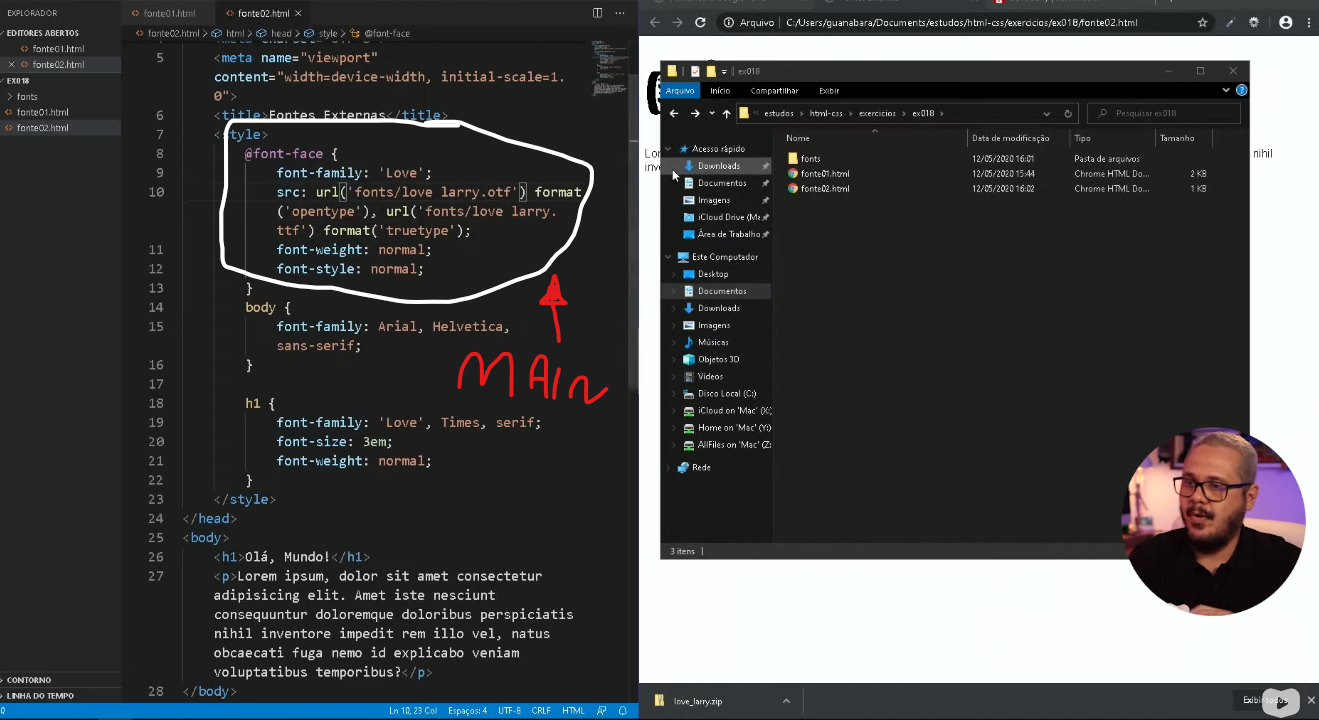 EXPLORADOR
EDITORES ABERTOS
fonte01.html
fonte02.html
EX018
fonts
fonte01.html
fonte02.html
CONTORNO
LINHA DO TEMPO
fonte01.html
fonte02.html
fonte02.html > html > head > style > @font-face
5 <meta name="viewport"
content="width=device-width, initial-scale=1.
0">
6 <title>Fontes Externas</title>
7 <style>
8 @font-face {
9 font-family: 'Love';
10 src: url('fonts/love larry.otf') format
('opentype'), url('fonts/love larry.
ttf') format('truetype');
11 font-weight: normal;
12 font-style: normal;
13 }
14 body {
15 font-family: Arial, Helvetica,
sans-serif;
16 }
17
18 h1 {
19 font-family: 'Love', Times, serif;
20 font-size: 3em;
21 font-weight: normal;
22 }
23 </style>
24 </head>
25 <body>
26 <h1>Olá, Mundo!</h1>
27 <p>Lorem ipsum, dolor sit amet consectetur
adipisicing elit. Amet iste nesciunt
consequuntur doloremque doloribus perspiciatis
nihil inventore impedit rem illo vel, natus
obcaecati fuga nemo id explicabo veniam
voluptatibus temporibus?</p>
28 </body>
MAIN
Ln 10, 23 Col Espaços: 4 UTF-8 CRLF HTML
Arquivo C:/Users/guanabara/Documents/estudos/html-css/exercicios/ex018/fonte02.html
nihil
ex018
Arquivo Início Compartilhar Exibir
estudos > html-css > exercicios > ex018 >
Pesquisar ex018
Nome Data de modificação Tipo Tamanho
fonts 12/05/2020 16:01 Pasta de arquivos
fonte01.html 12/05/2020 15:44 Chrome HTML Do... 2 KB
fonte02.html 12/05/2020 16:02 Chrome HTML Do... 1 KB
Acesso rápido
Downloads
Documentos
Imagens
iCloud Drive (Ma
Área de Trabalho
Este Computador
Desktop
Documentos
Downloads
Imagens
Músicas
Objetos 3D
Vídeos
Disco Local (C:)
iCloud on 'Mac' (X:)
Home on 'Mac' (Y:)
AllFiles on 'Mac' (Z:
Rede
3 itens
love_larry.zip
Exibir todos